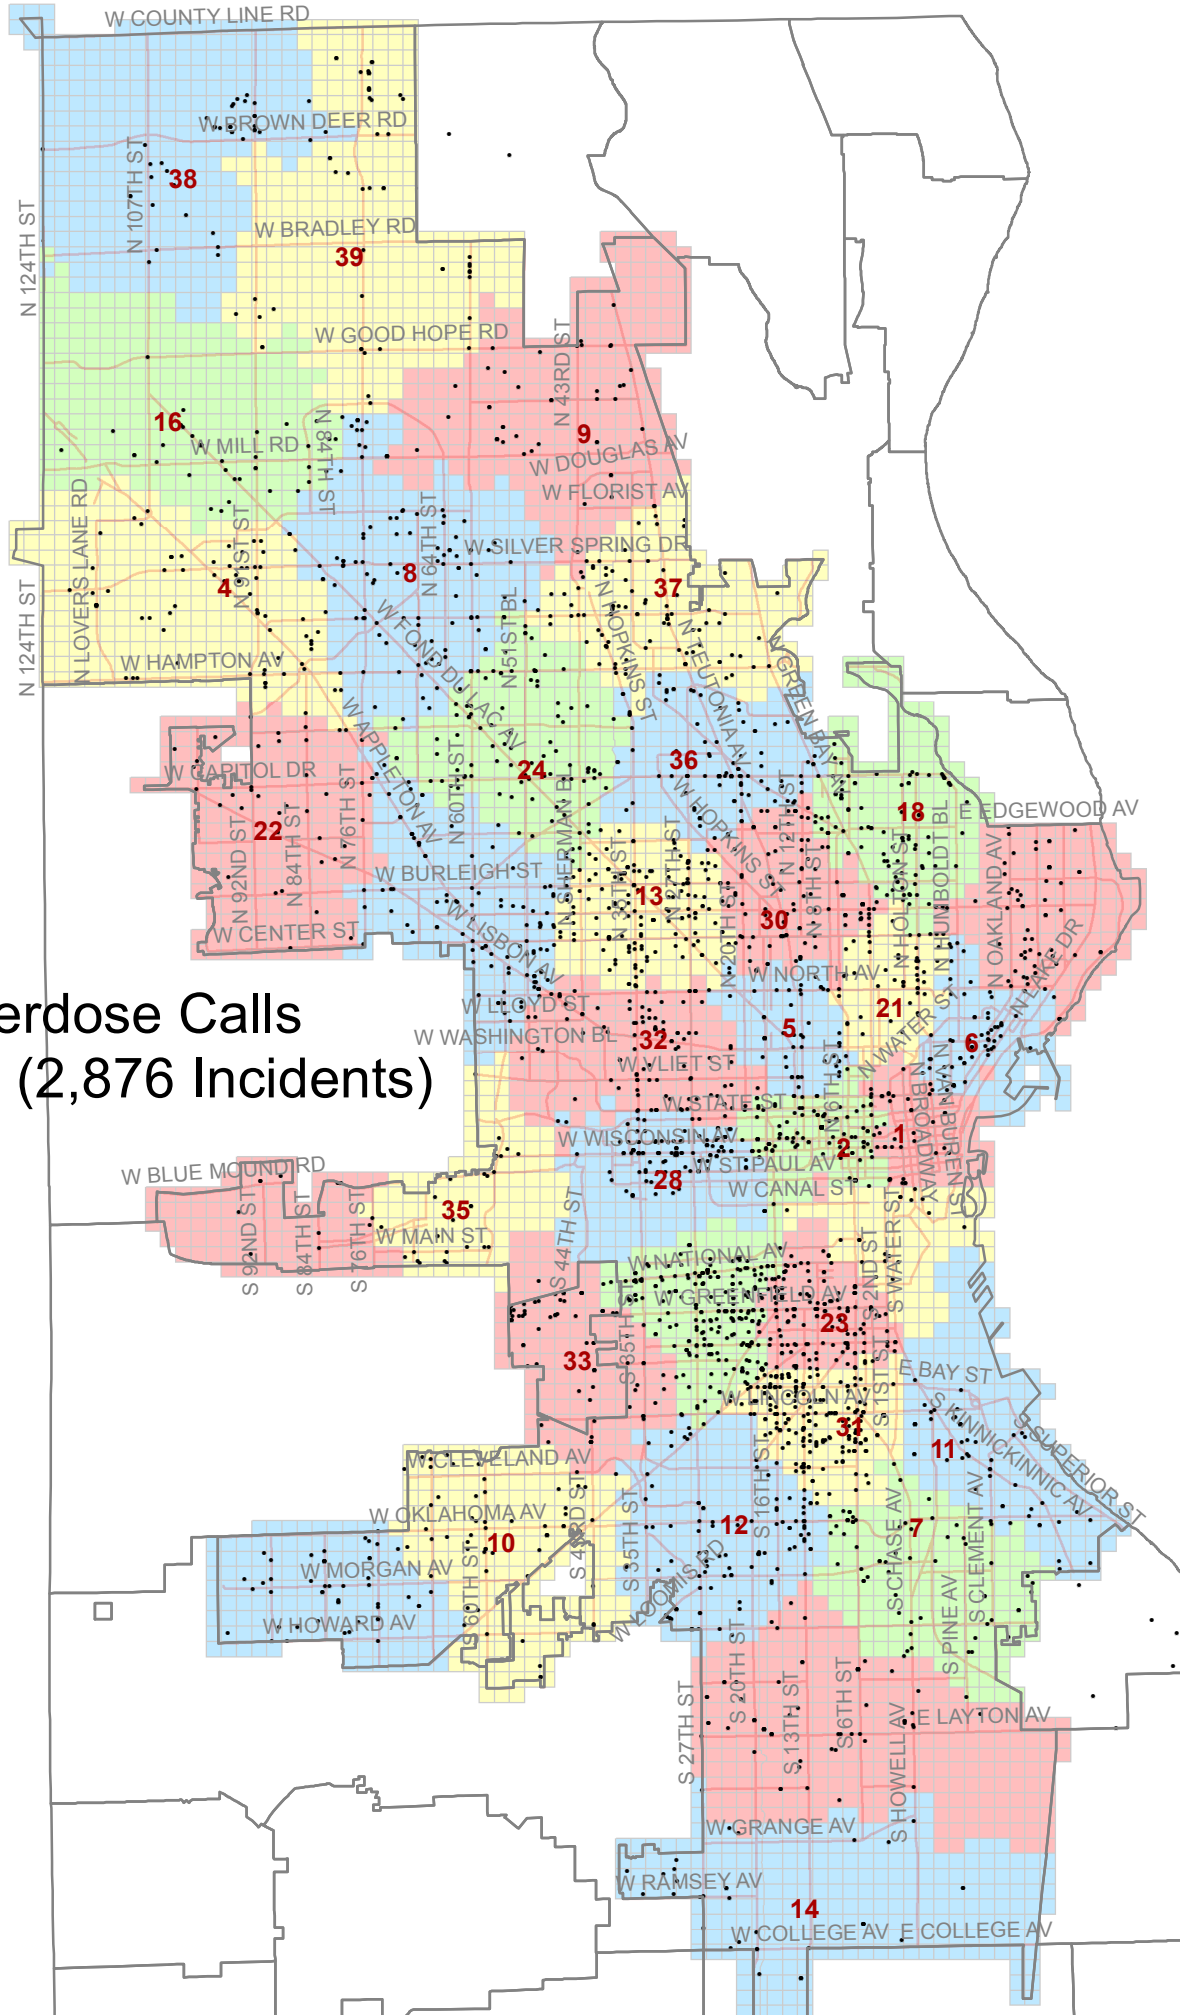 W COUNTY LINE RD
W BROWN DEER RD
N 107TH ST
38
N 124TH ST
W BRADLEY RD
39
W GOOD HOPE RD
N 43RD ST
16
N 84TH ST
9
W MILL RD
W DOUGLAS AV
W FLORIST AV
N LOVERS LANE RD
N 91ST ST
N 64TH ST
W SILVER SPRING DR
8
4
37
N 124TH ST
N 51ST BL
N HOPKINS ST
W FOND DU LAC AV
N TEUTONIA AV
W GREEN BAY AV
W HAMPTON AV
W APPLETON AV
36
W CAPITOL DR
24
N 60TH ST
N SHERMAN BL
W HOPKINS ST
N 12TH ST
18
E EDGEWOOD AV
22
N 76TH ST
N 92ND ST
N 84TH ST
N 35TH ST
N 27TH ST
N 8TH ST
N HOLTON ST
N HUMBOLDT BL
N OAKLAND AV
W BURLEIGH ST
13
30
N 20TH ST
W CENTER ST
W LISBON AV
N LAKE DR
W NORTH AV
W LLOYD ST
21
erdose Calls
W WASHINGTON BL
32
5
N WATER ST
6
W VLIET ST
(2,876 Incidents)
N 6TH ST
W STATE ST
N BROADWAY
N VAN BUREN ST
W WISCONSIN AV
2
1
W BLUE MOUND RD
W ST PAUL AV
28
W CANAL ST
35
S 92ND ST
S 84TH ST
S 76TH ST
W MAIN ST
S 44TH ST
S 2ND ST
S WATER ST
W NATIONAL AV
W GREENFIELD AV
23
S 35TH ST
33
S 1ST ST
E BAY ST
W LINCOLN AV
31
S KINNICKINNIC AV
S SUPERIOR ST
11
W CLEVELAND AV
S 16TH ST
W OKLAHOMA AV
S 43RD ST
S 35TH ST
12
S CHASE AV
7
S CLEMENT AV
10
W MORGAN AV
S 60TH ST
W LOOMIS RD
W HOWARD AV
S PINE AV
S 20TH ST
S 27TH ST
S 13TH ST
S 6TH ST
S HOWELL AV
E LAYTON AV
W GRANGE AV
W RAMSEY AV
14
W COLLEGE AV
E COLLEGE AV